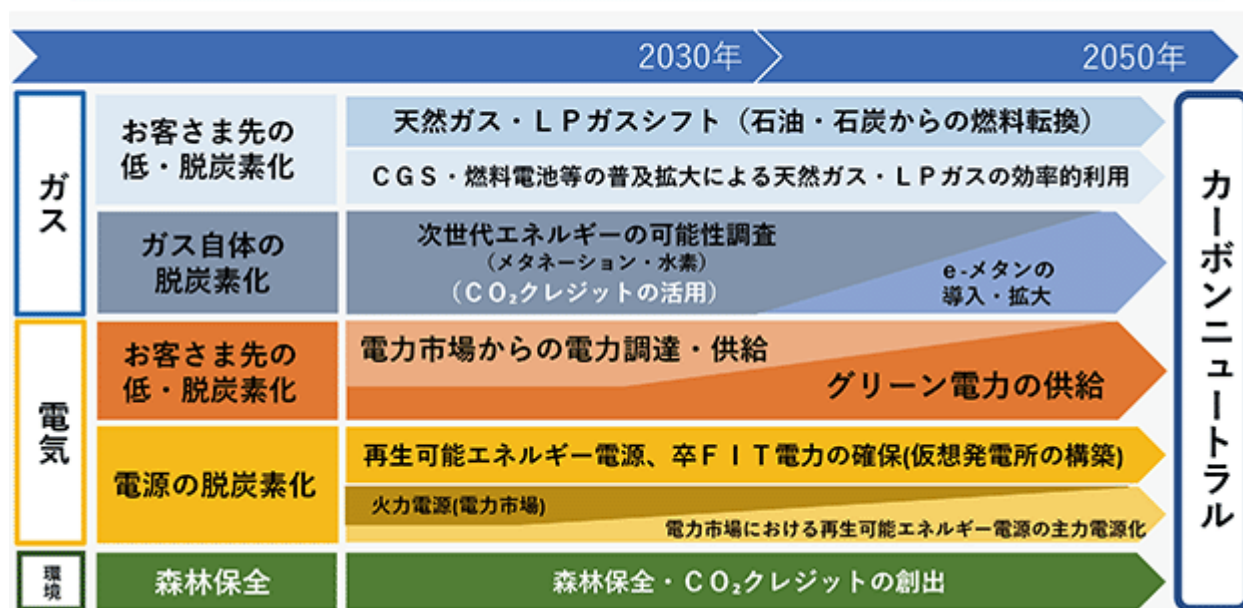 2030年
2050年
ガス
お客さま先の
低・脱炭素化
天然ガス・ＬＰガスシフト（石油・石炭からの燃料転換）
ＣＧＳ・燃料電池等の普及拡大による天然ガス・ＬＰガスの効率的利用
ガス自体の
脱炭素化
次世代エネルギーの可能性調査
（メタネーション・水素）
（ＣＯ₂クレジットの活用）
e-メタンの
導入・拡大
電気
お客さま先の
低・脱炭素化
電力市場からの電力調達・供給
グリーン電力の供給
電源の脱炭素化
再生可能エネルギー電源、卒ＦＩＴ電力の確保(仮想発電所の構築)
火力電源(電力市場)
電力市場における再生可能エネルギー電源の主力電源化
環境
森林保全
森林保全・ＣＯ₂クレジットの創出
カーボンニュートラル